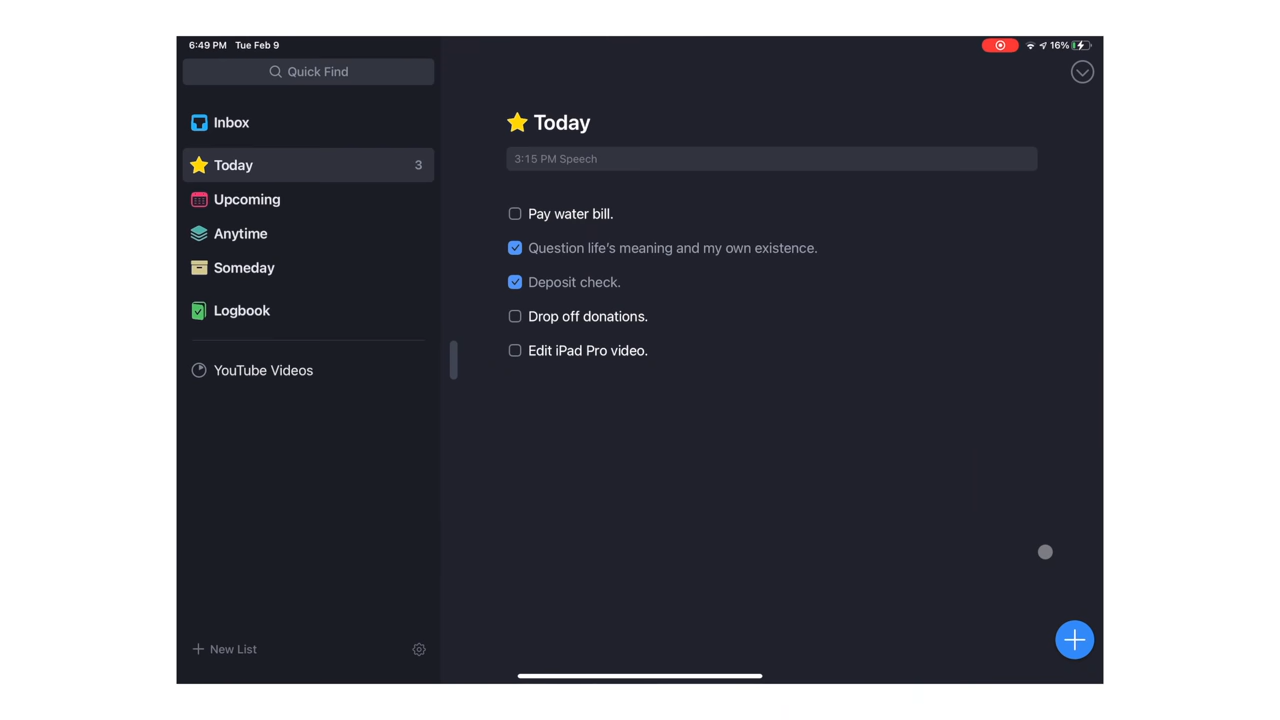 6:49 PM Tue Feb 9
16%
Quick Find
Inbox
Today 3
Upcoming
Anytime
Someday
Logbook
YouTube Videos
New List
Today
3:15 PM Speech
Pay water bill.
Question life's meaning and my own existence.
Deposit check.
Drop off donations.
Edit iPad Pro video.